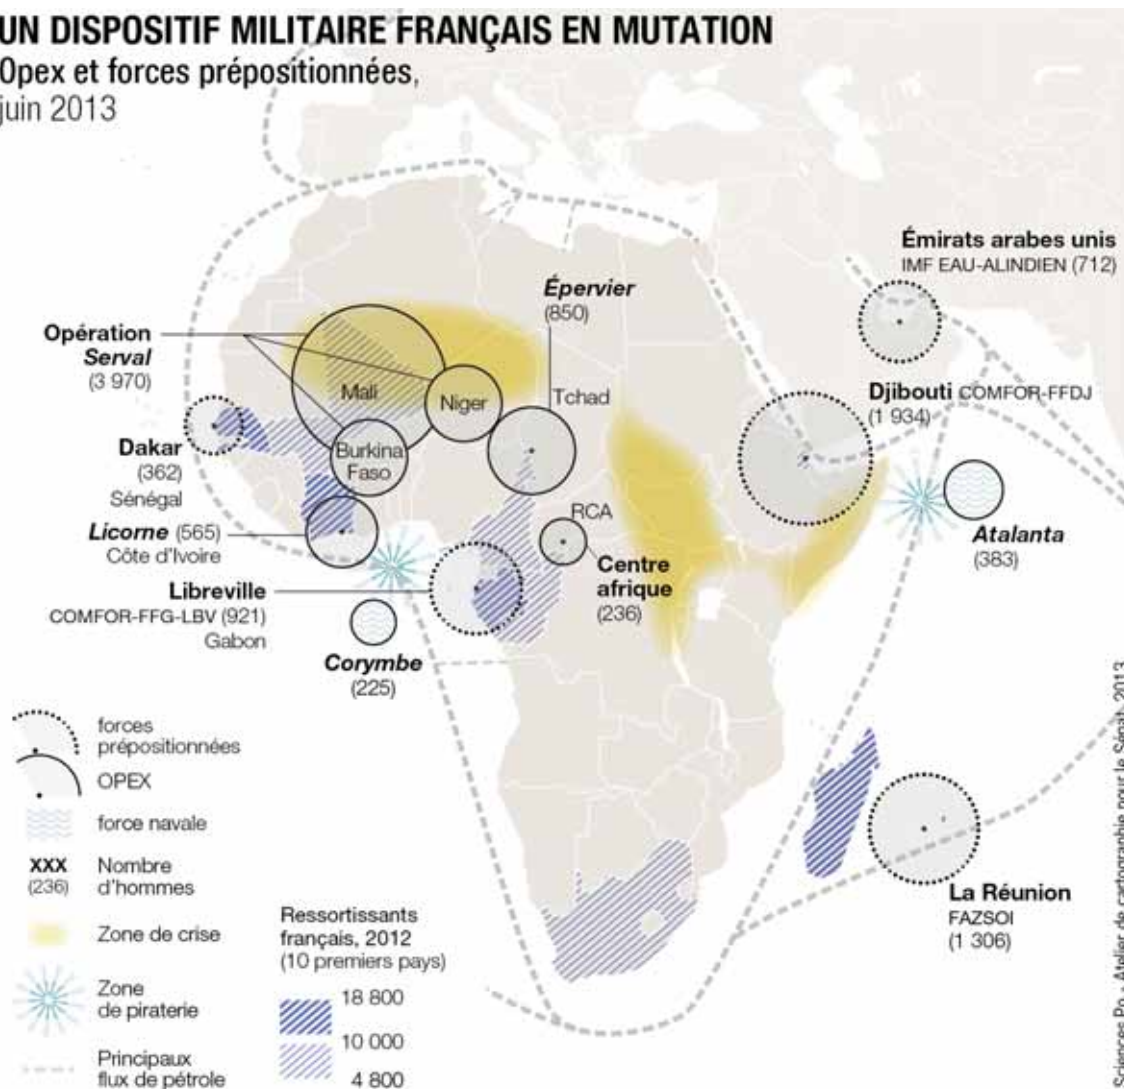 UN DISPOSITIF MILITAIRE FRANÇAIS EN MUTATION
Opex et forces prépositionnées,
juin 2013
Émirats arabes unis
IMF EAU-ALINDIEN (712)
Épervier
(850)
Opération
Serval
(3 970)
Mali
Niger
Tchad
Djibouti COMFOR-FFDJ
(1 934)
Dakar
(362)
Sénégal
Burkina
Faso
Licorne (565)
Côte d'Ivoire
RCA
Centre
afrique
(236)
Atalanta
(383)
Libreville
COMFOR-FFG-LBV (921)
Gabon
Corymbe
(225)
La Réunion
FAZSOI
(1 306)
forces
prépositionnées
OPEX
force navale
XXX
(236)
Nombre
d'hommes
Zone de crise
Zone
de piraterie
Principaux
flux de pétrole
Ressortissants
français, 2012
(10 premiers pays)
18 800
10 000
4 800
Sciences Po - Atelier de cartographie pour le Sénat, 2013